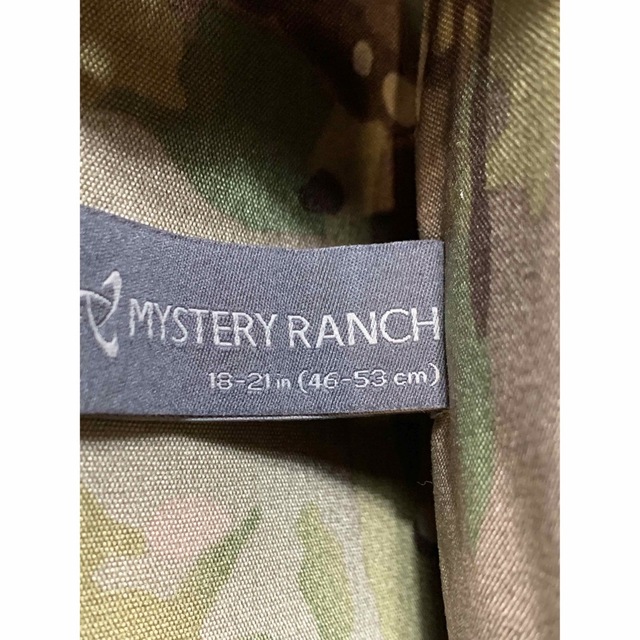 MYSTERY RANCH
18-21 in (46-53 cm)